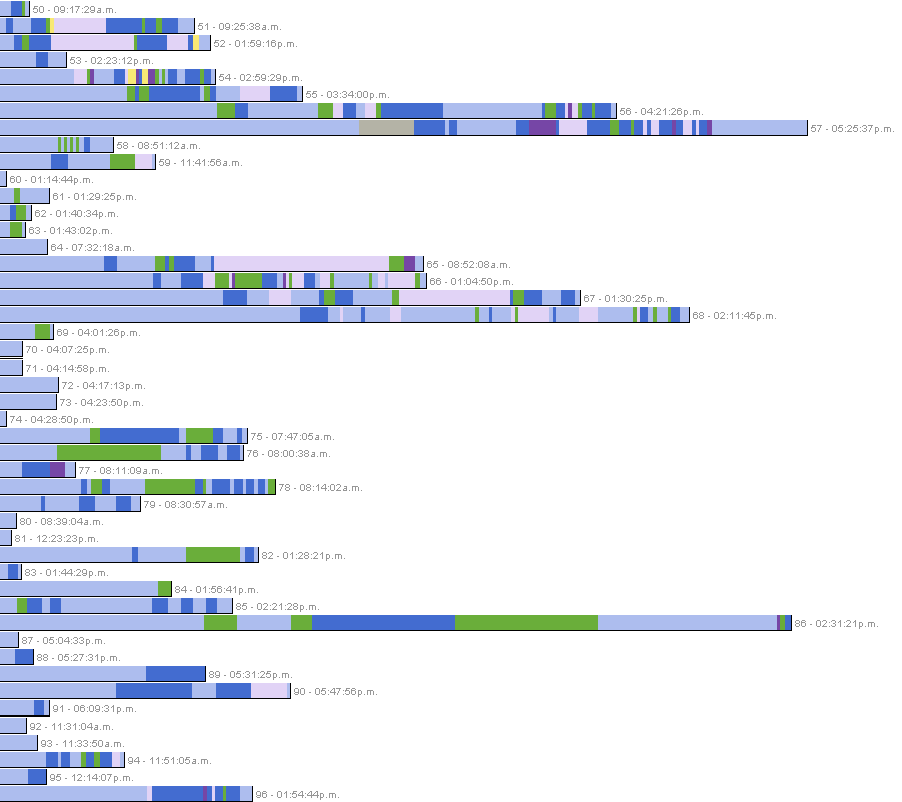 50 - 09:17:29a.m.
51 - 09:25:38a.m.
52 - 01:59:16p.m.
53 - 02:23:12p.m.
54 - 02:59:29p.m.
55 - 03:34:00p.m.
56 - 04:21:26p.m.
57 - 05:25:37p.m.
58 - 08:51:12a.m.
59 - 11:41:56a.m.
60 - 01:14:44p.m.
61 - 01:29:25p.m.
62 - 01:40:34p.m.
63 - 01:43:02p.m.
64 - 07:32:18a.m.
65 - 08:52:08a.m.
66 - 01:04:50p.m.
67 - 01:30:25p.m.
68 - 02:11:45p.m.
69 - 04:01:26p.m.
70 - 04:07:25p.m.
71 - 04:14:58p.m.
72 - 04:17:13p.m.
73 - 04:23:50p.m.
74 - 04:28:50p.m.
75 - 07:47:05a.m.
76 - 08:00:38a.m.
77 - 08:11:09a.m.
78 - 08:14:02a.m.
79 - 08:30:57a.m.
80 - 08:39:04a.m.
81 - 12:23:23p.m.
82 - 01:28:21p.m.
83 - 01:44:29p.m.
84 - 01:56:41p.m.
85 - 02:21:28p.m.
86 - 02:31:21p.m.
87 - 05:04:33p.m.
88 - 05:27:31p.m.
89 - 05:31:25p.m.
90 - 05:47:56p.m.
91 - 06:09:31p.m.
92 - 11:31:04a.m.
93 - 11:33:50a.m.
94 - 11:51:05a.m.
95 - 12:14:07p.m.
96 - 01:54:44p.m.